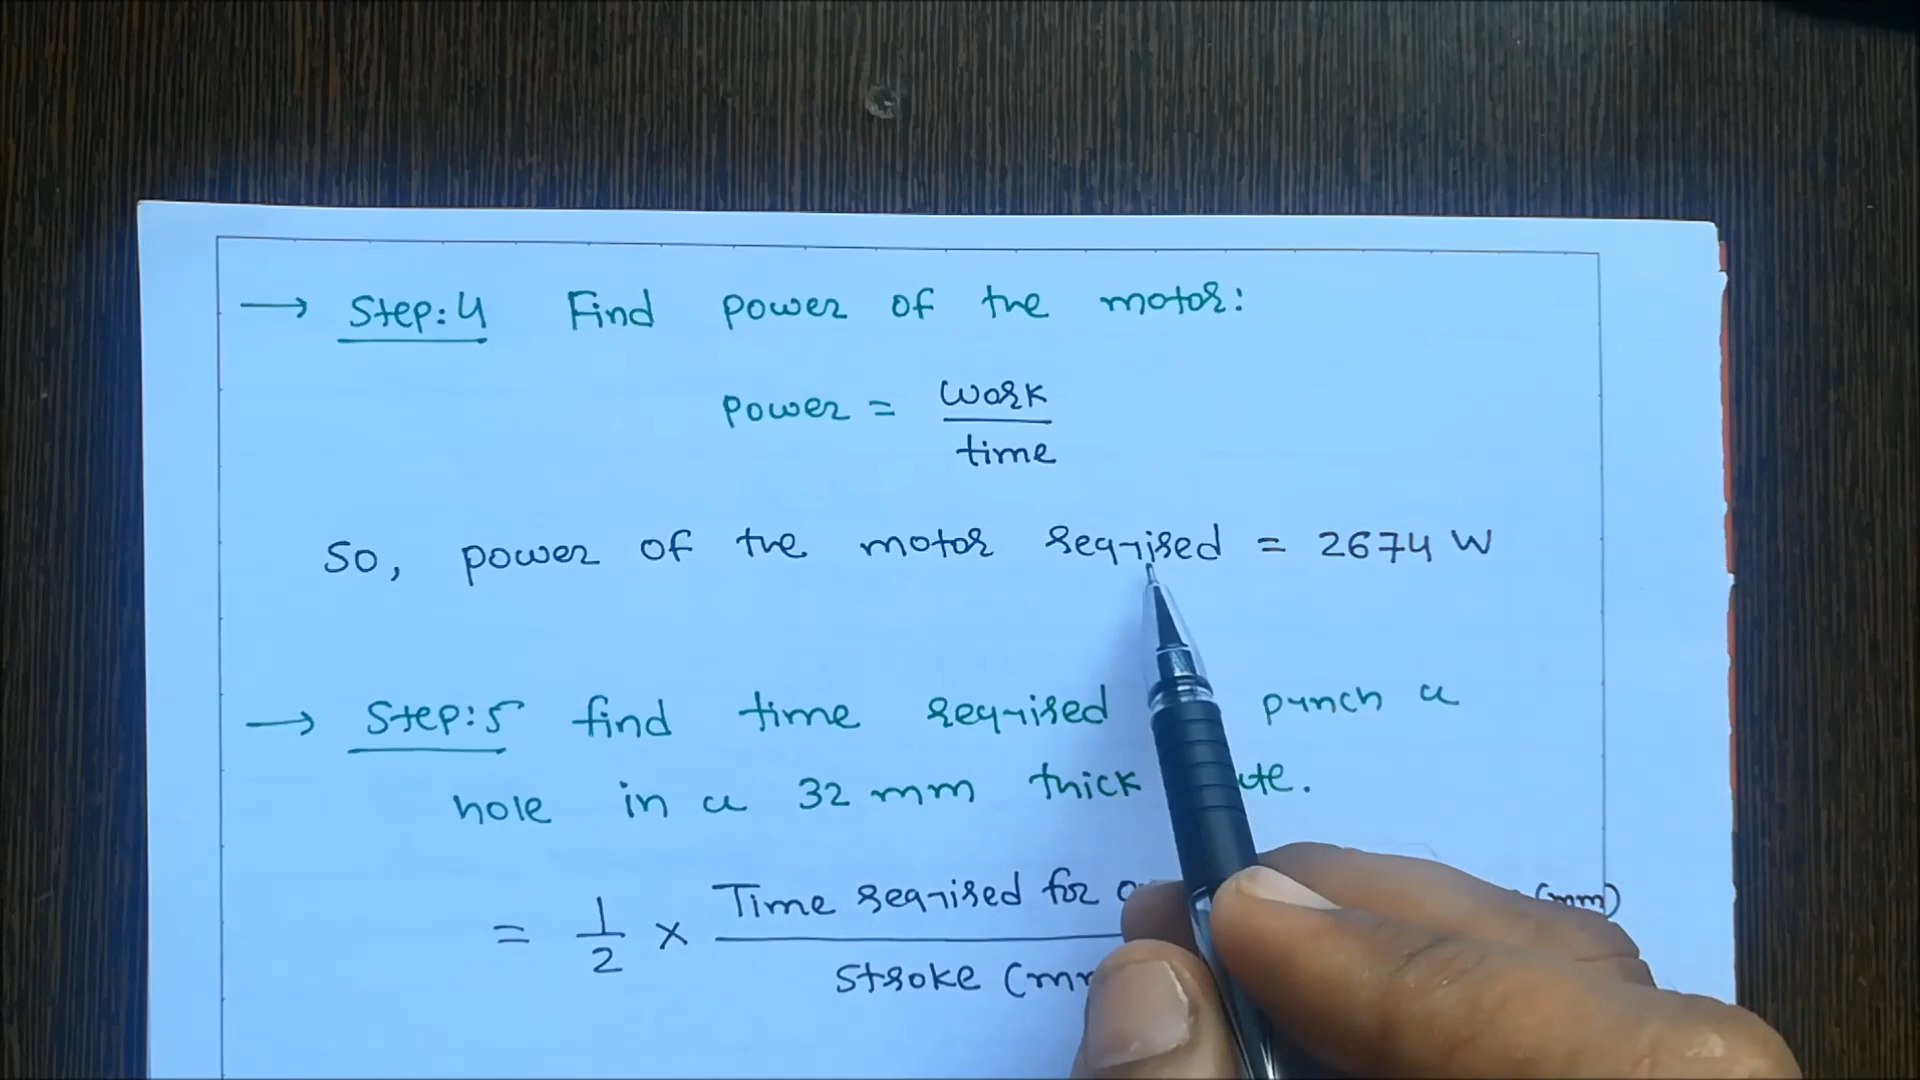 → Step:4 Find power of the motor:
power = work
time
So, power of the motor required = 2674 W
→ Step:5 find time required punch a
hole in a 32 mm thick
= 1/2 × Time required for (mm)
Stroke